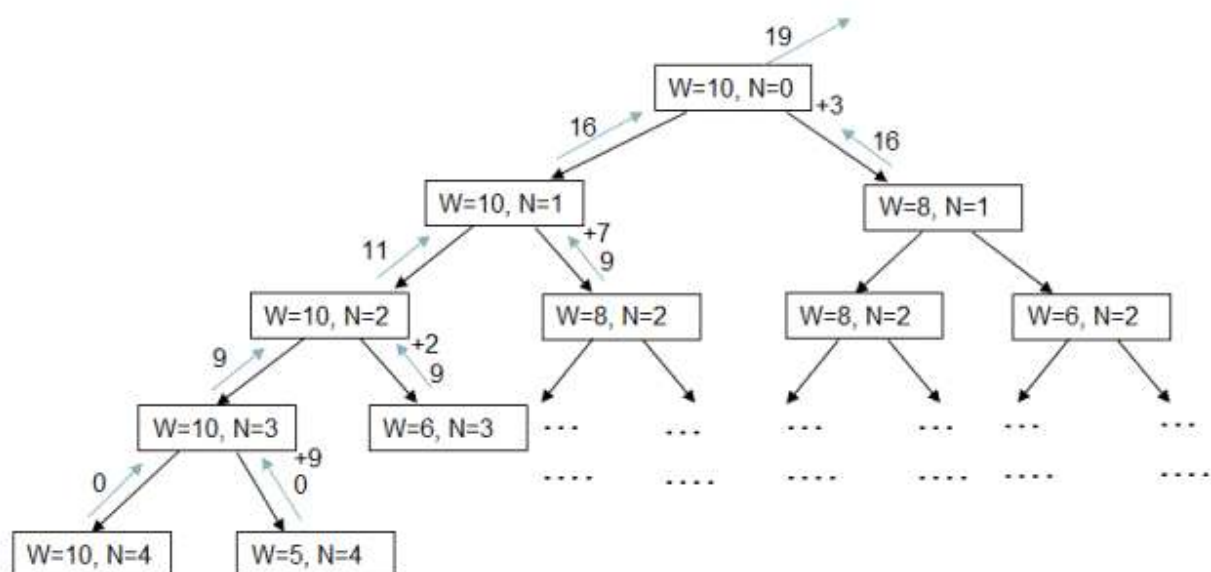 19
W=10, N=0
+3
16
16
W=10, N=1
W=8, N=1
+7
11
9
W=10, N=2
W=8, N=2
W=8, N=2
W=6, N=2
+2
9
9
W=10, N=3
W=6, N=3
... ... ... ... ... ...
+9
0
0
.... .... .... .... .... ....
W=10, N=4
W=5, N=4